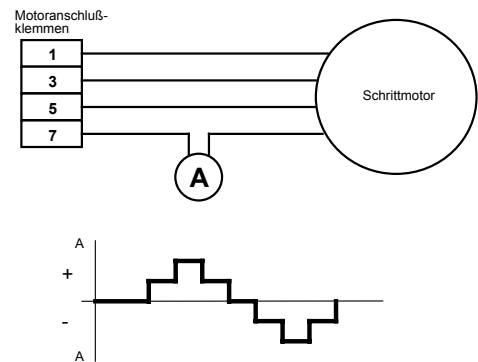 Motoranschluß-
klemmen
1
3
5
7
Schrittmotor
A
A
+
-
A